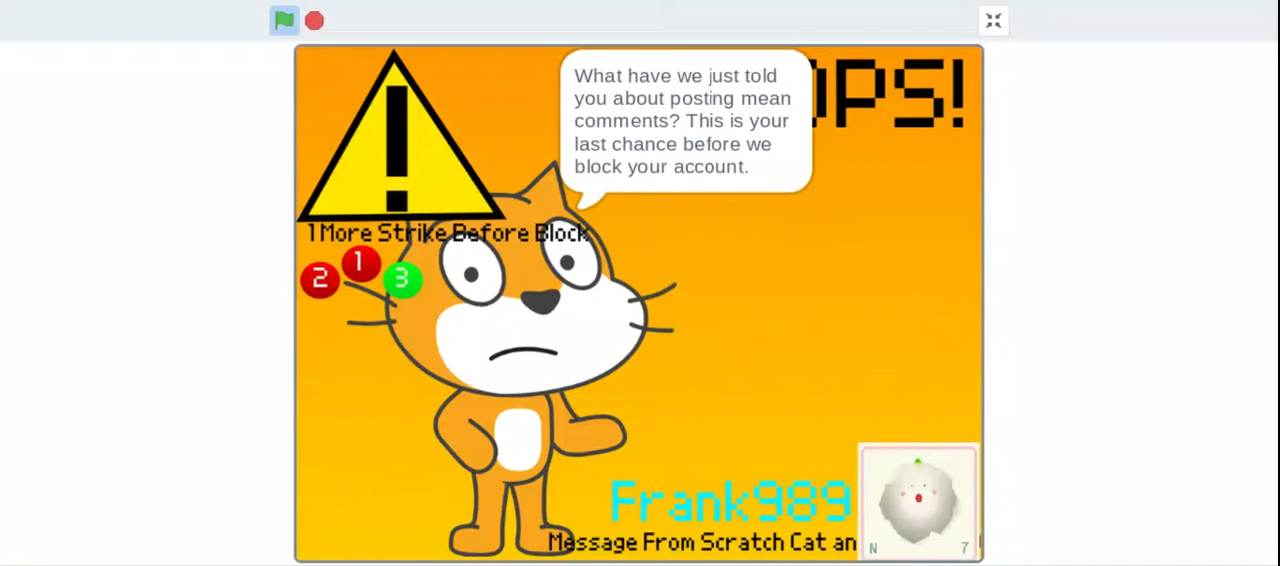 What have we just told
you about posting mean
comments? This is your
last chance before we
block your account.
OPS!
1 More Strike Before Block
1
2
3
Frank989
Message From Scratch Cat an
N 7